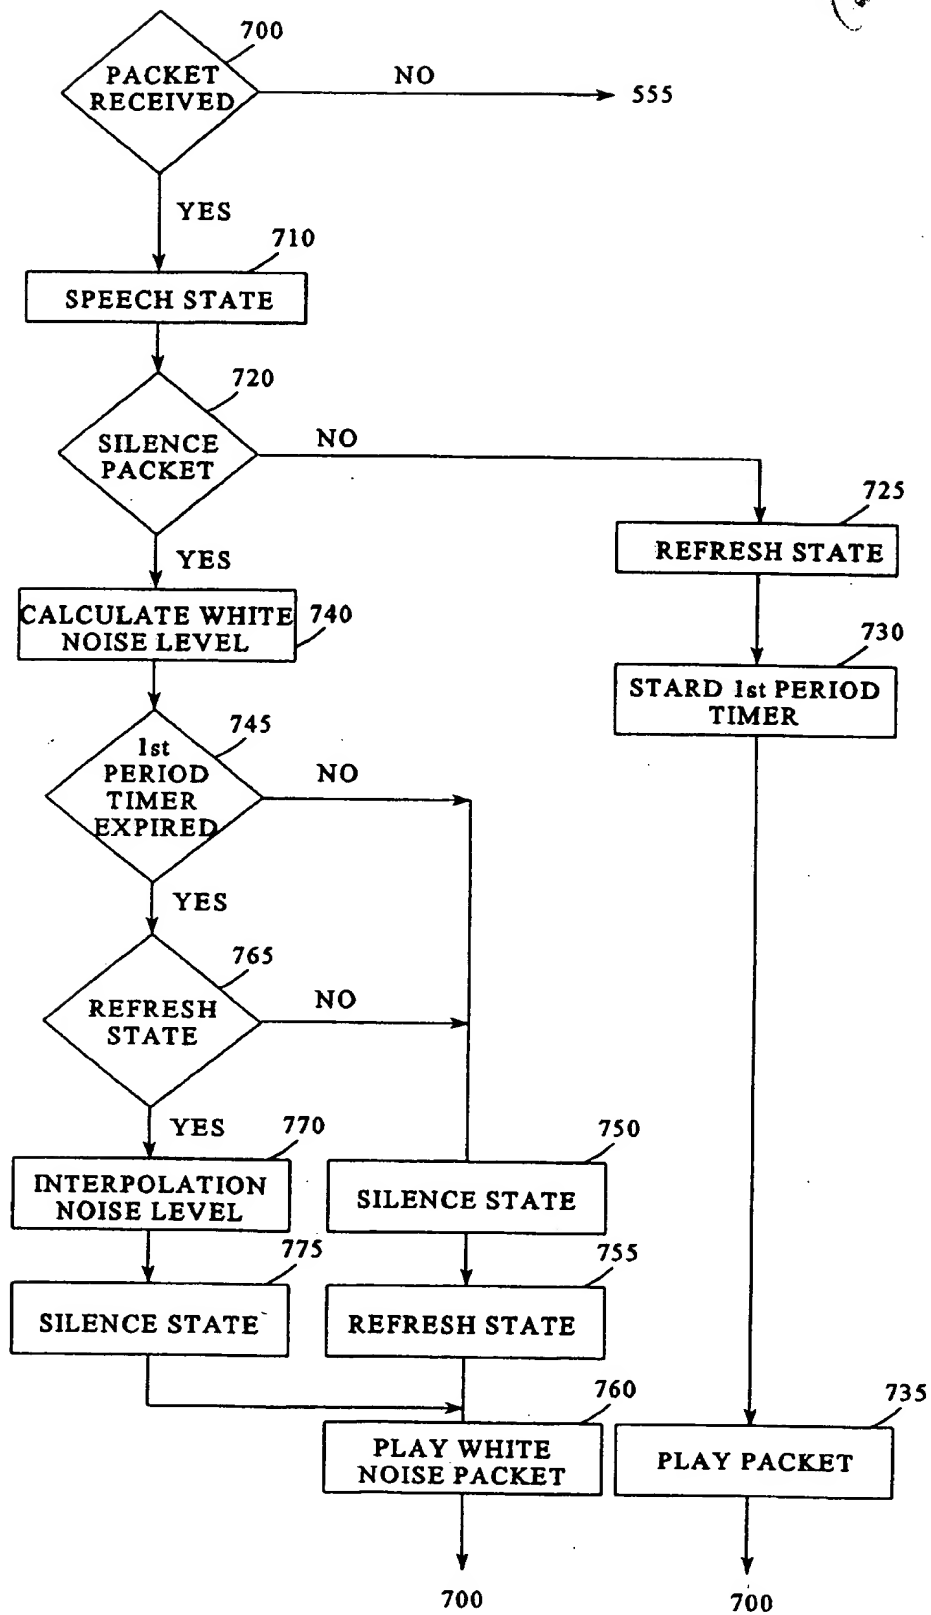 700
PACKET
RECEIVED
NO
555
YES
710
SPEECH STATE
720
SILENCE
PACKET
NO
725
REFRESH STATE
YES
CALCULATE WHITE
NOISE LEVEL
740
730
STARD 1st PERIOD
TIMER
745
1st
PERIOD
TIMER
EXPIRED
NO
YES
765
REFRESH
STATE
NO
YES
770
INTERPOLATION
NOISE LEVEL
750
SILENCE STATE
775
SILENCE STATE
755
REFRESH STATE
760
PLAY WHITE
NOISE PACKET
735
PLAY PACKET
700
700